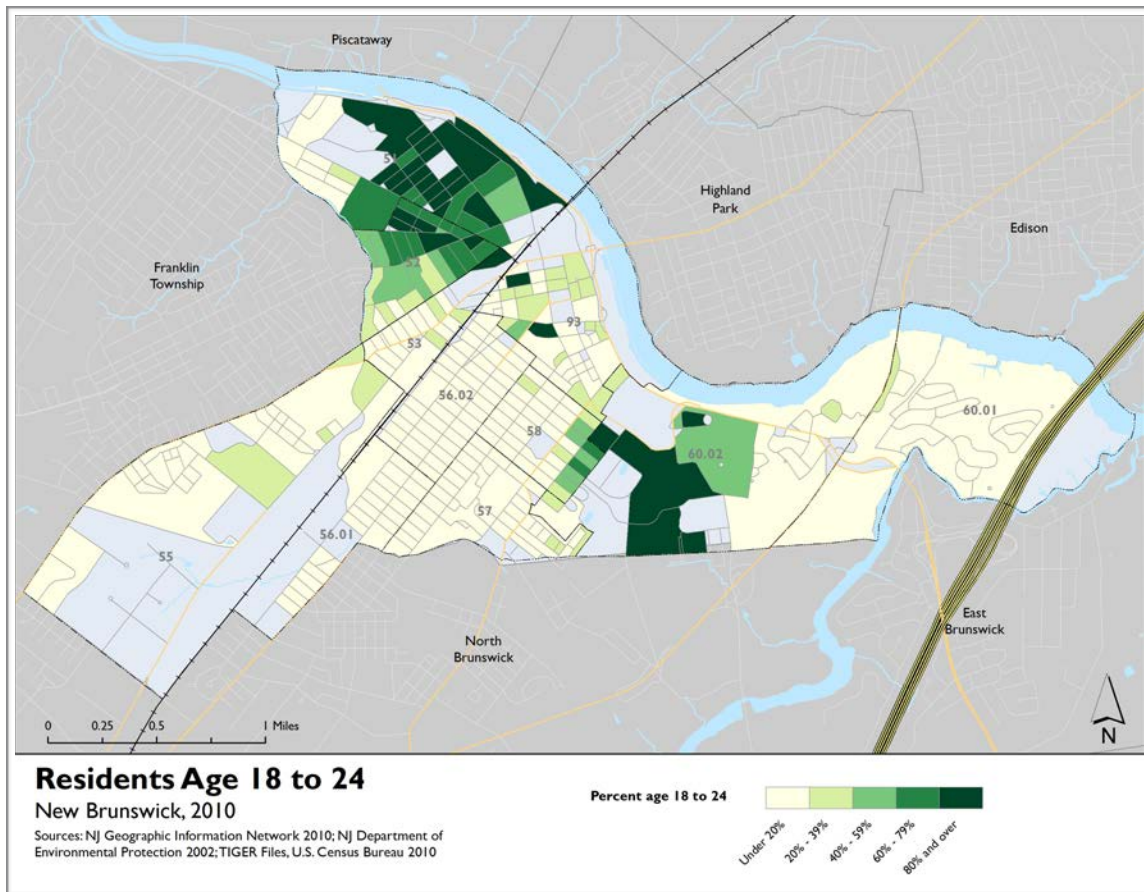 Piscataway
Highland
Park
Edison
Franklin
Township
51
52
53
93
56.02
58
60.02
60.01
57
56.01
55
North
Brunswick
East
Brunswick
0 0.25 0.5 1 Miles
N
Residents Age 18 to 24
New Brunswick, 2010
Sources: NJ Geographic Information Network 2010; NJ Department of
Environmental Protection 2002; TIGER Files, U.S. Census Bureau 2010
Percent age 18 to 24
Under 20%
20% - 39%
40% - 59%
60% - 79%
80% and over